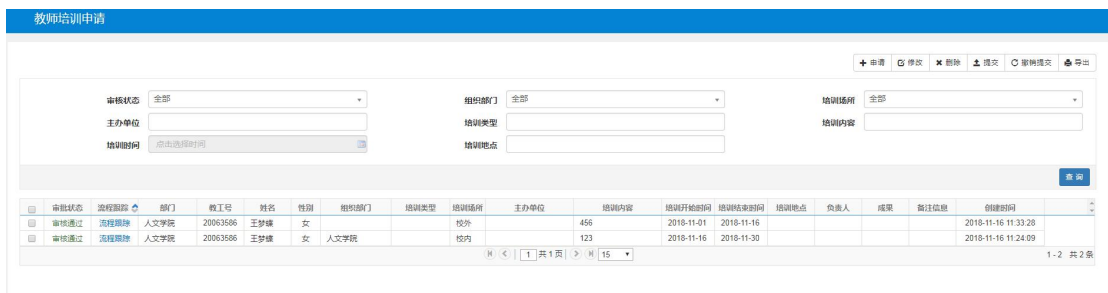 教师培训申请
申请 修改 删除 提交 撤销提交 导出
审核状态 全部 组织部门 全部 培训场所 全部
主办单位 培训类型 培训内容
培训时间 点击选择时间 培训地点
查询
审批状态 流程跟踪 部门 教工号 姓名 性别 组织部门 培训类型 培训场所 主办单位 培训内容 培训开始时间 培训结束时间 培训地点 负责人 成果 备注信息 创建时间
审核通过 流程跟踪 人文学院 20063586 王梦蝶 女 校外 456 2018-11-01 2018-11-16 2018-11-16 11:33:28
审核通过 流程跟踪 人文学院 20063586 王梦蝶 女 人文学院 校内 123 2018-11-16 2018-11-30 2018-11-16 11:24:09
1 共1页 15 1-2 共2条